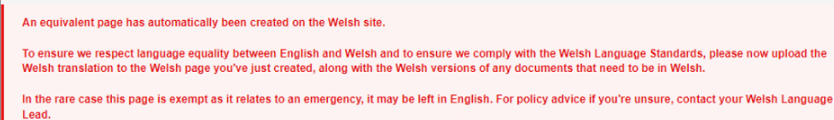 An equivalent page has automatically been created on the Welsh site.
To ensure we respect language equality between English and Welsh and to ensure we comply with the Welsh Language Standards, please now upload the
Welsh translation to the Welsh page you've just created, along with the Welsh versions of any documents that need to be in Welsh.
In the rare case this page is exempt as it relates to an emergency, it may be left in English. For policy advice if you're unsure, contact your Welsh Language
Lead.